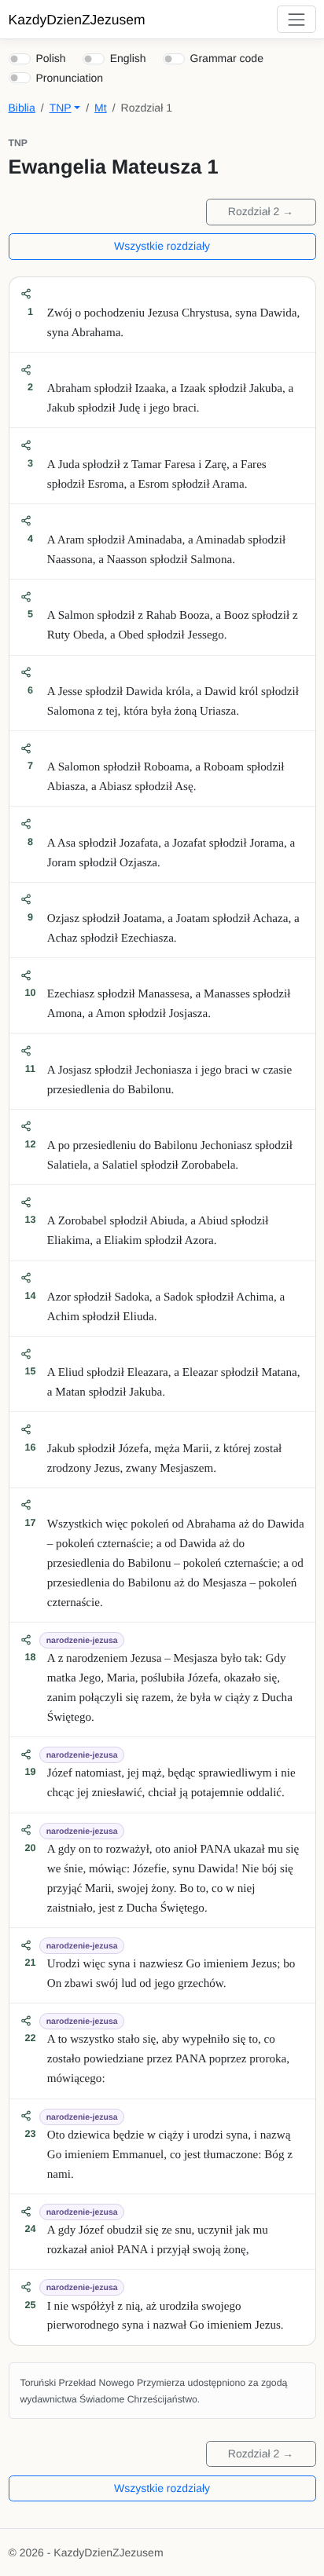 KazdyDzienZJezusem
Polish English Grammar code
Pronunciation
Biblia / TNP / Mt / Rozdział 1
TNP
Ewangelia Mateusza 1
Rozdział 2 →
Wszystkie rozdziały
1 Zwój o pochodzeniu Jezusa Chrystusa, syna Dawida,
syna Abrahama.
2 Abraham spłodził Izaaka, a Izaak spłodził Jakuba, a
Jakub spłodził Judę i jego braci.
3 A Juda spłodził z Tamar Faresa i Zarę, a Fares
spłodził Esroma, a Esrom spłodził Arama.
4 A Aram spłodził Aminadaba, a Aminadab spłodził
Naassona, a Naasson spłodził Salmona.
5 A Salmon spłodził z Rahab Booza, a Booz spłodził z
Ruty Obeda, a Obed spłodził Jessego.
6 A Jesse spłodził Dawida króla, a Dawid król spłodził
Salomona z tej, która była żoną Uriasza.
7 A Salomon spłodził Roboama, a Roboam spłodził
Abiasza, a Abiasz spłodził Asę.
8 A Asa spłodził Jozafata, a Jozafat spłodził Jorama, a
Joram spłodził Ozjasza.
9 Ozjasz spłodził Joatama, a Joatam spłodził Achaza, a
Achaz spłodził Ezechiasza.
10 Ezechiasz spłodził Manassesa, a Manasses spłodził
Amona, a Amon spłodził Josjasza.
11 A Josjasz spłodził Jechoniasza i jego braci w czasie
przesiedlenia do Babilonu.
12 A po przesiedleniu do Babilonu Jechoniasz spłodził
Salatiela, a Salatiel spłodził Zorobabela.
13 A Zorobabel spłodził Abiuda, a Abiud spłodził
Eliakima, a Eliakim spłodził Azora.
14 Azor spłodził Sadoka, a Sadok spłodził Achima, a
Achim spłodził Eliuda.
15 A Eliud spłodził Eleazara, a Eleazar spłodził Matana,
a Matan spłodził Jakuba.
16 Jakub spłodził Józefa, męża Marii, z której został
zrodzony Jezus, zwany Mesjaszem.
17 Wszystkich więc pokoleń od Abrahama aż do Dawida
– pokoleń czternaście; a od Dawida aż do
przesiedlenia do Babilonu – pokoleń czternaście; a od
przesiedlenia do Babilonu aż do Mesjasza – pokoleń
czternaście.
narodzenie-jezusa
18 A z narodzeniem Jezusa – Mesjasza było tak: Gdy
matka Jego, Maria, poślubiła Józefa, okazało się,
zanim połączyli się razem, że była w ciąży z Ducha
Świętego.
narodzenie-jezusa
19 Józef natomiast, jej mąż, będąc sprawiedliwym i nie
chcąc jej zniesławić, chciał ją potajemnie oddalić.
narodzenie-jezusa
20 A gdy on to rozważył, oto anioł PANA ukazał mu się
we śnie, mówiąc: Józefie, synu Dawida! Nie bój się
przyjąć Marii, swojej żony. Bo to, co w niej
zaistniało, jest z Ducha Świętego.
narodzenie-jezusa
21 Urodzi więc syna i nazwiesz Go imieniem Jezus; bo
On zbawi swój lud od jego grzechów.
narodzenie-jezusa
22 A to wszystko stało się, aby wypełniło się to, co
zostało powiedziane przez PANA poprzez proroka,
mówiącego:
narodzenie-jezusa
23 Oto dziewica będzie w ciąży i urodzi syna, i nazwą
Go imieniem Emmanuel, co jest tłumaczone: Bóg z
nami.
narodzenie-jezusa
24 A gdy Józef obudził się ze snu, uczynił jak mu
rozkazał anioł PANA i przyjął swoją żonę,
narodzenie-jezusa
25 I nie współżył z nią, aż urodziła swojego
pierworodnego syna i nazwał Go imieniem Jezus.
Toruński Przekład Nowego Przymierza udostępniono za zgodą
wydawnictwa Świadome Chrześcijaństwo.
Rozdział 2 →
Wszystkie rozdziały
© 2026 - KazdyDzienZJezusem